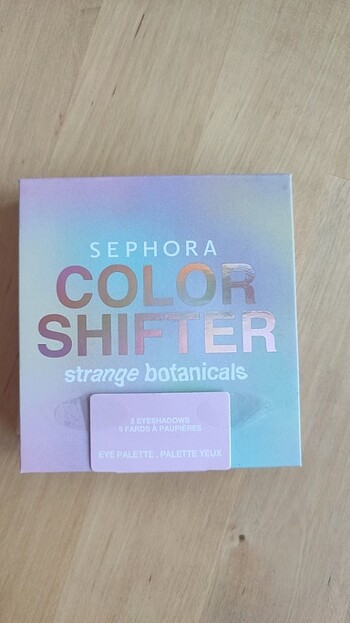 SEPHORA
COLOR
SHIFTER
strange botanicals
5 EYESHADOWS
5 FARDS À PAUPIÈRES
EYE PALETTE . PALETTE YEUX